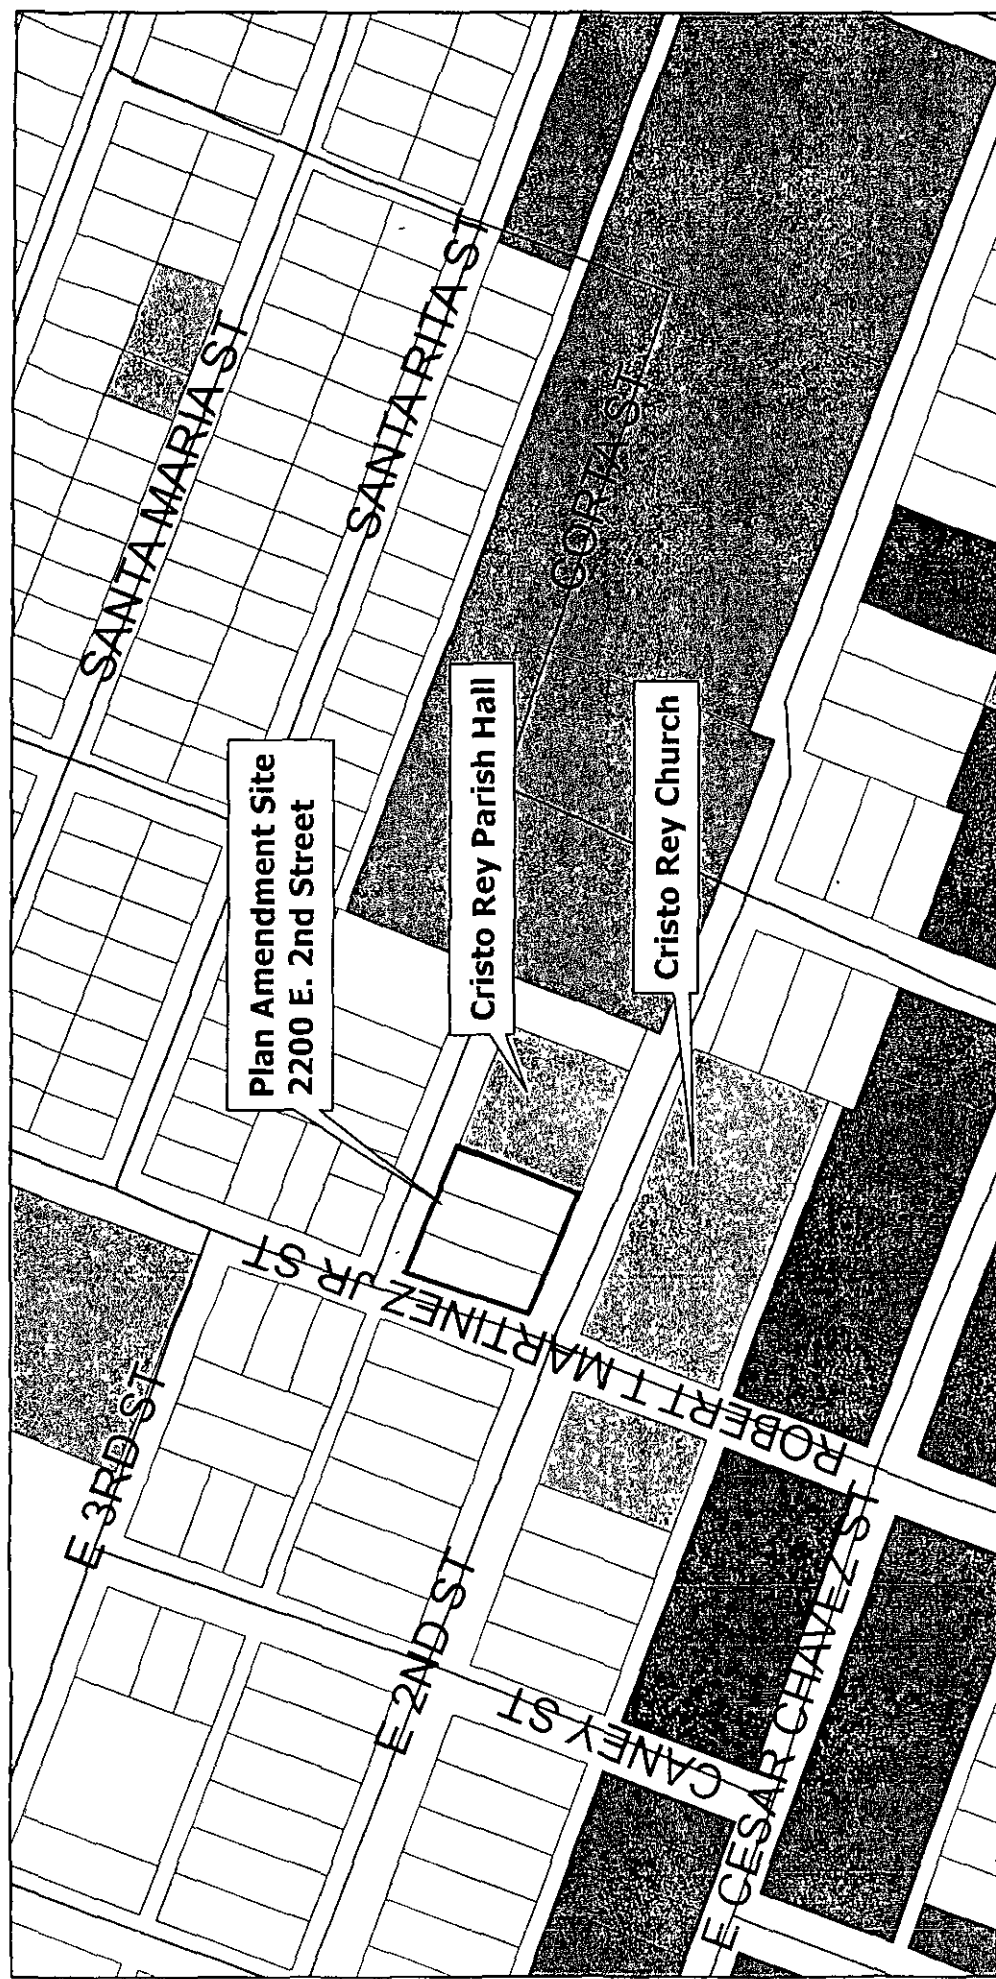 SANTA MARIA ST
SANTA RITA ST
CORTA ST
Plan Amendment Site
2200 E. 2nd Street
Cristo Rey Parish Hall
Cristo Rey Church
E 3RD ST
ROBERT T MARTINEZ JR ST
E 2ND ST
CANEY ST
E CESAR CHAVEZ ST